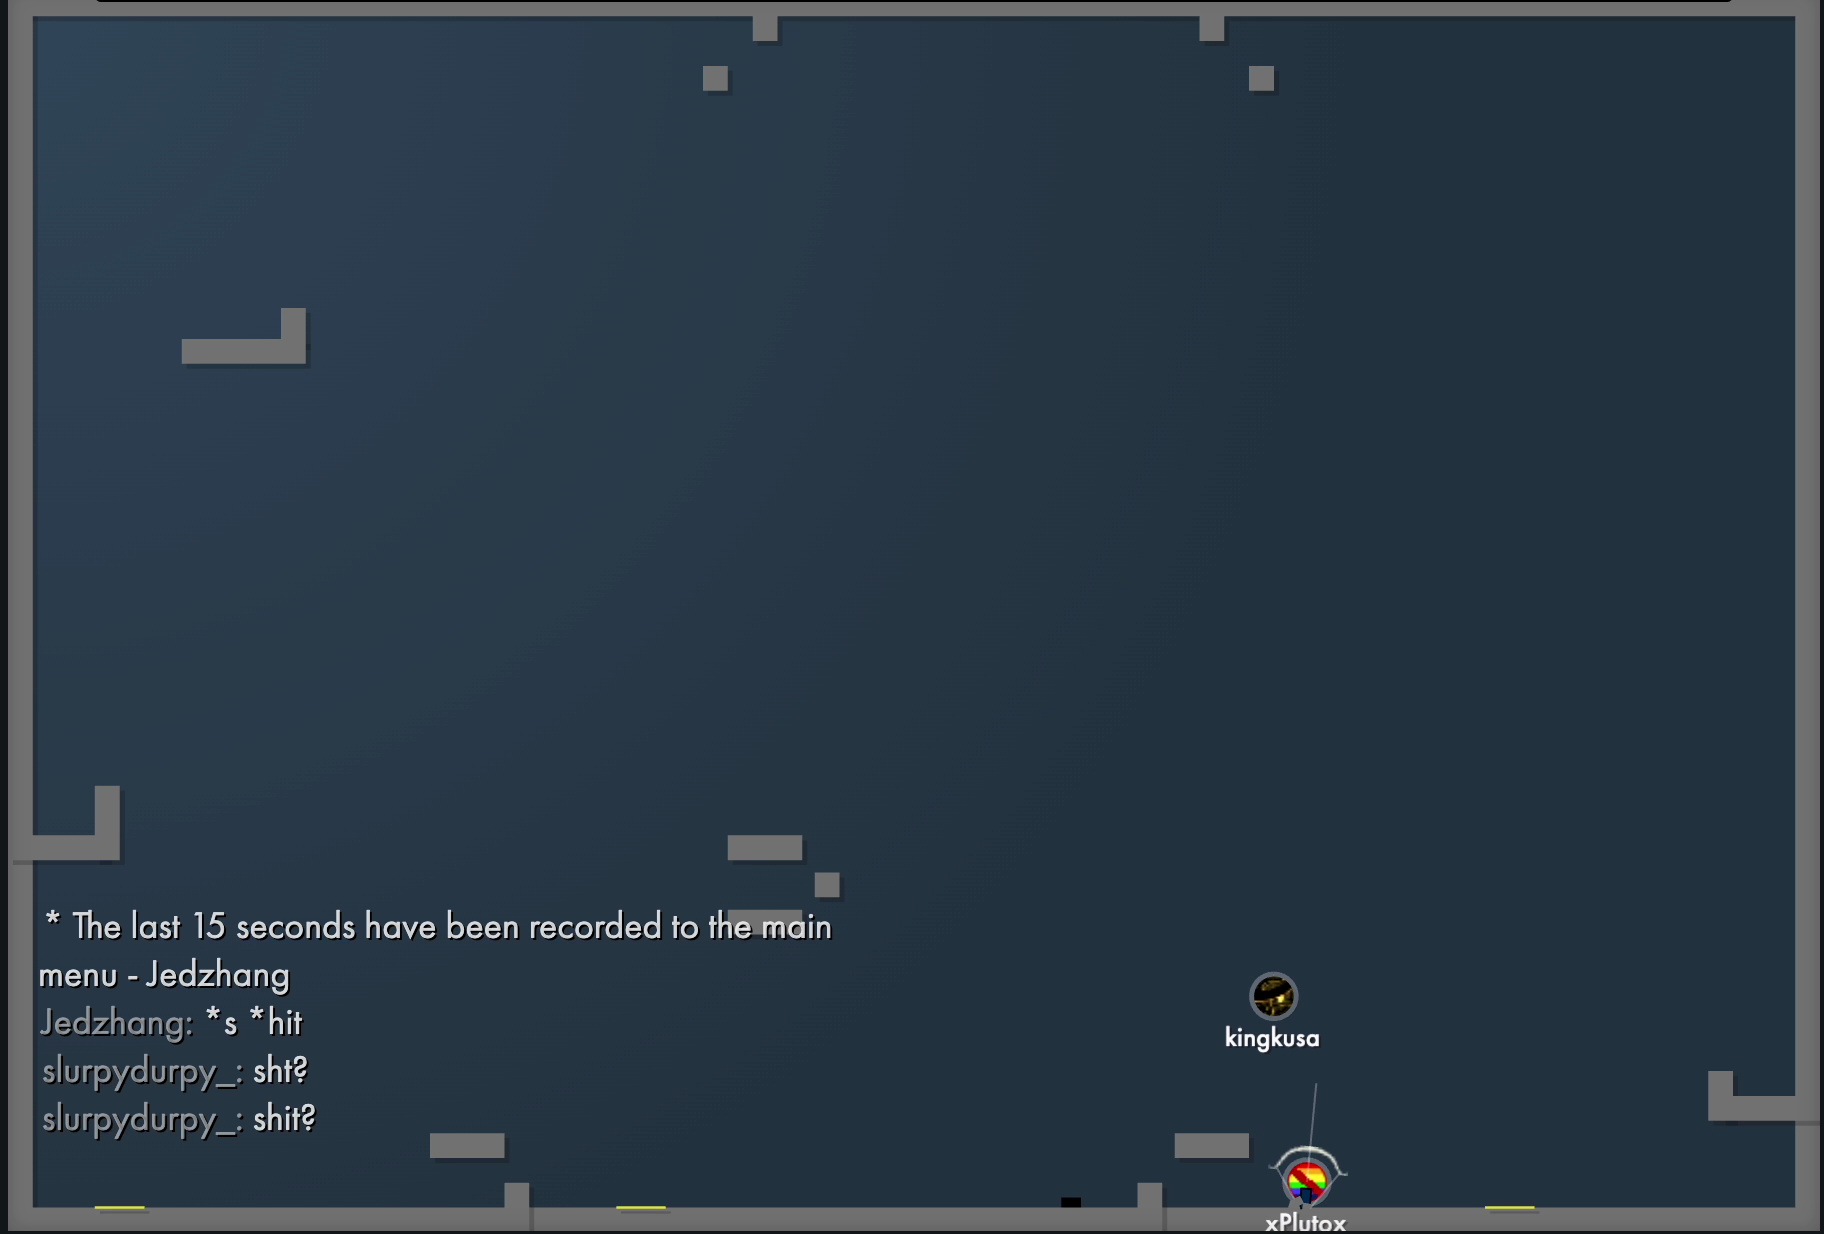 * The last 15 seconds have been recorded to the main
menu - Jedzhang
Jedzhang: *s *hit
kingkusa
slurpydurpy_: sht?
slurpydurpy_: shit?
xPlutox